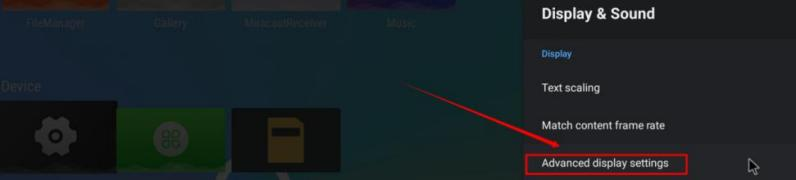 FileManager
Gallery
MiracastReceiver
Music
Device
Display & Sound
Display
Text scaling
Match content frame rate
Advanced display settings